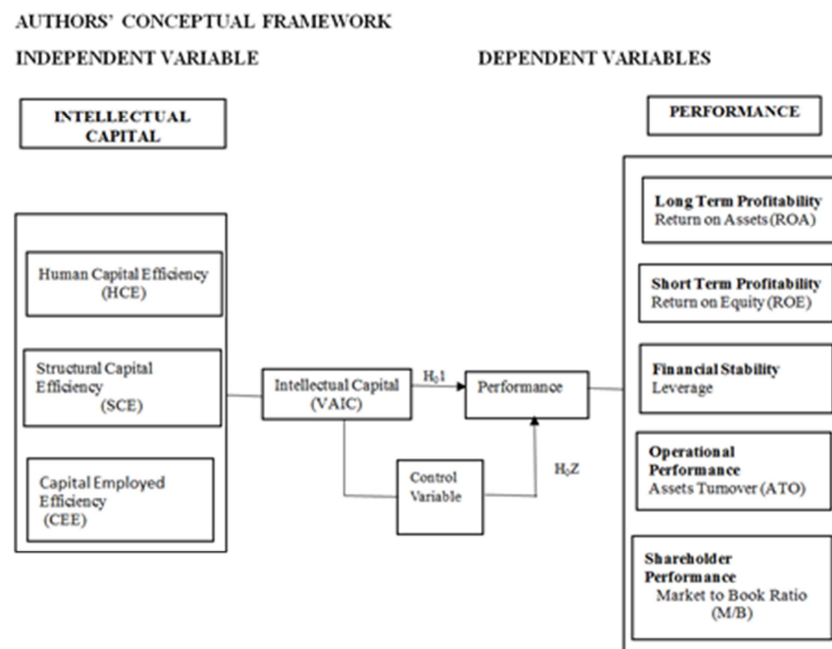 AUTHORS' CONCEPTUAL FRAMEWORK
INDEPENDENT VARIABLE
DEPENDENT VARIABLES
INTELLECTUAL
CAPITAL
PERFORMANCE
Human Capital Efficiency
(HCE)
Structural Capital
Efficiency
(SCE)
Capital Employed
Efficiency
(CEE)
Intellectual Capital
(VAIC)
H₀1
Performance
Control
Variable
H₀Z
Long Term Profitability
Return on Assets (ROA)
Short Term Profitability
Return on Equity (ROE)
Financial Stability
Leverage
Operational
Performance
Assets Turnover (ATO)
Shareholder
Performance
Market to Book Ratio
(M/B)